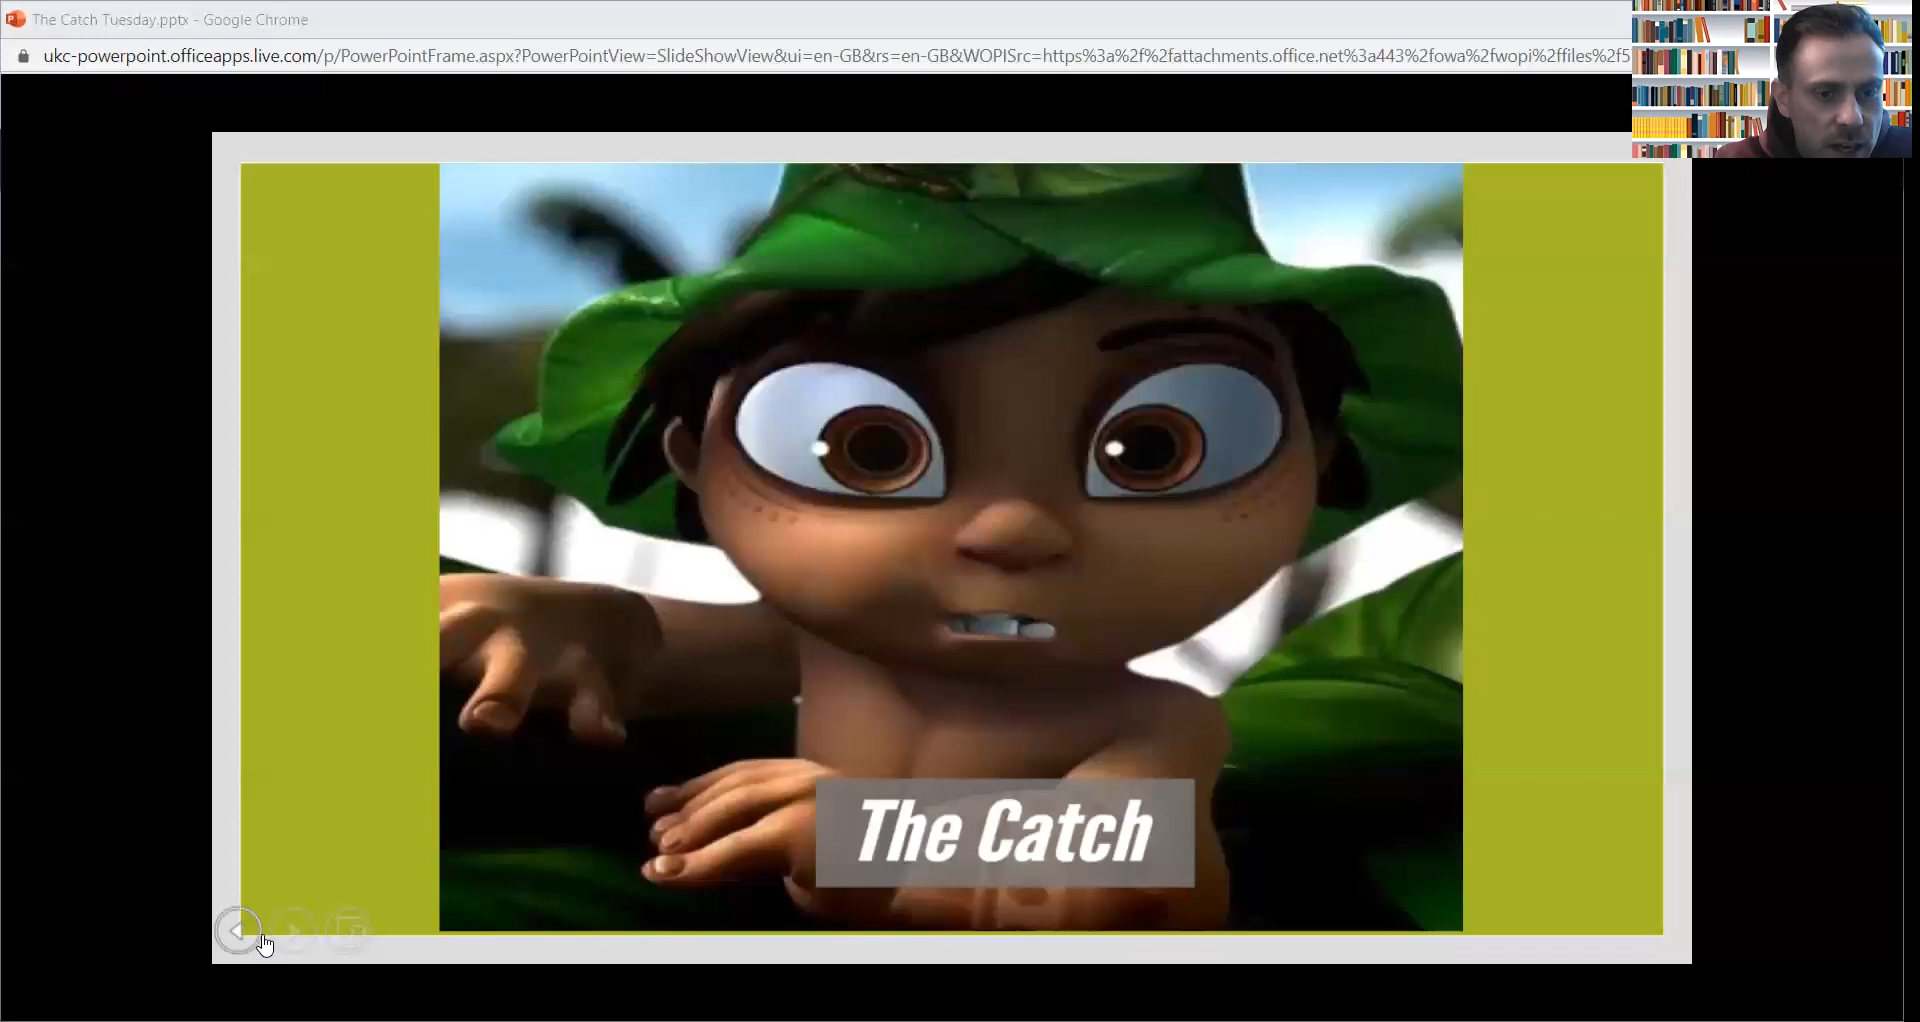 The Catch Tuesday.pptx - Google Chrome
ukc-powerpoint.officeapps.live.com/p/PowerPointFrame.aspx?PowerPointView=SlideShowView&ui=en-GB&rs=en-GB&WOPISrc=https%3a%2f%2fattachments.office.net%3a443%2fowa%2fwopi%2ffiles%2f5
The Catch